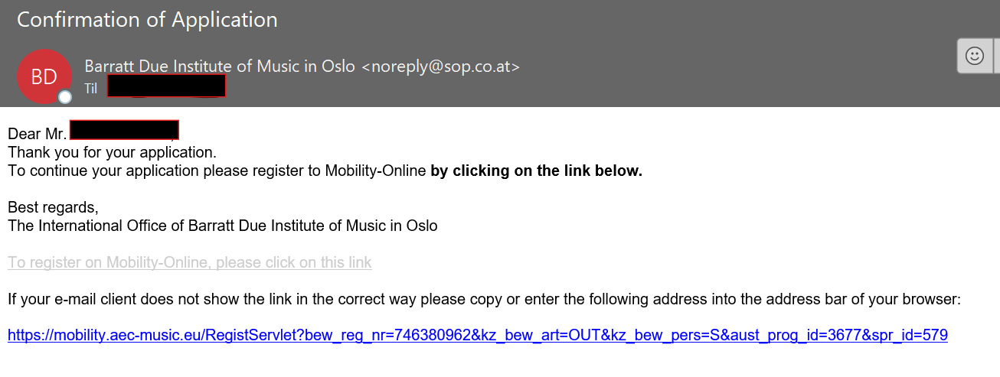 Confirmation of Application
BD
Barratt Due Institute of Music in Oslo <noreply@sop.co.at>
Til
Dear Mr.
Thank you for your application.
To continue your application please register to Mobility-Online by clicking on the link below.
Best regards,
The International Office of Barratt Due Institute of Music in Oslo
To register on Mobility-Online, please click on this link
If your e-mail client does not show the link in the correct way please copy or enter the following address into the address bar of your browser:
https://mobility.aec-music.eu/RegistServlet?bew_reg_nr=746380962&kz_bew_art=OUT&kz_bew_pers=S&aust_prog_id=3677&spr_id=579